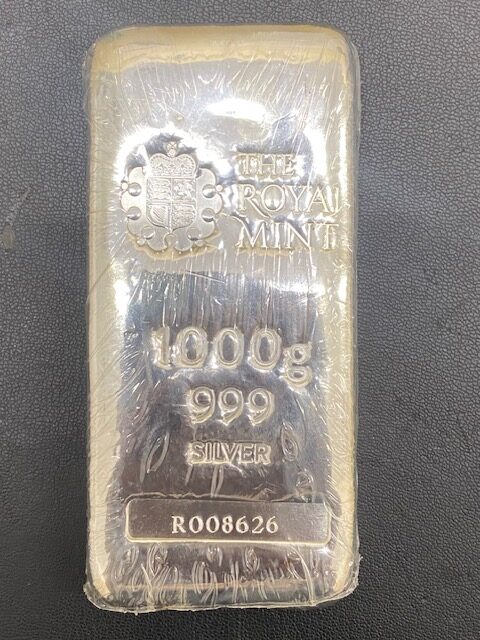 THE
ROYAL
MINT
1000g
999
SILVER
R008626